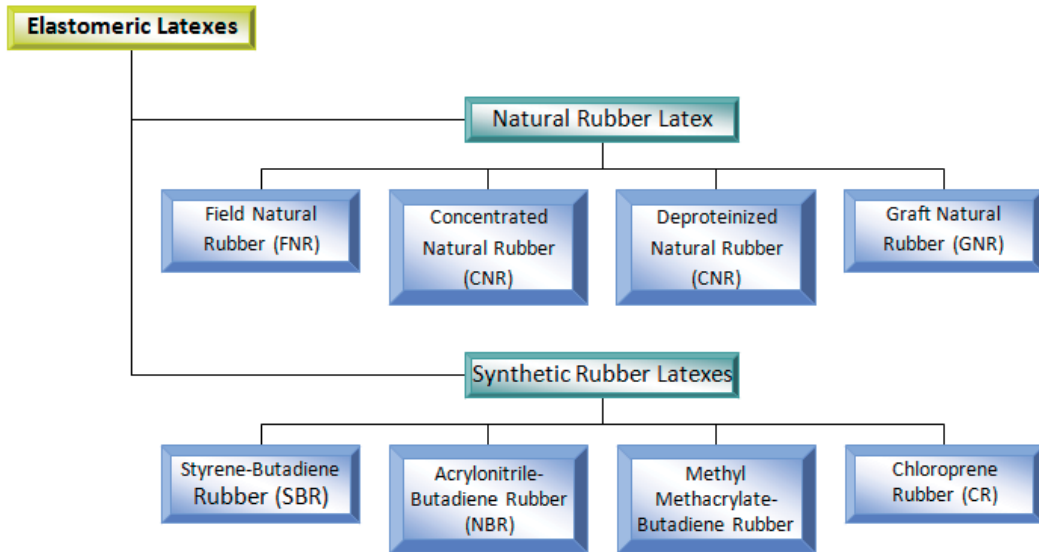 Elastomeric Latexes
Natural Rubber Latex
Field Natural
Rubber (FNR)
Concentrated
Natural Rubber
(CNR)
Deproteinized
Natural Rubber
(CNR)
Graft Natural
Rubber (GNR)
Synthetic Rubber Latexes
Styrene-Butadiene
Rubber (SBR)
Acrylonitrile-
Butadiene Rubber
(NBR)
Methyl
Methacrylate-
Butadiene Rubber
Chloroprene
Rubber (CR)